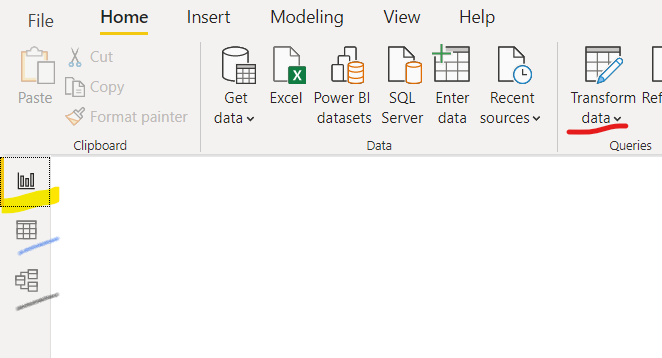 File Home Insert Modeling View Help
Paste
Cut
Copy
Format painter
Clipboard
Get data
Excel
Power BI datasets
SQL Server
Enter data
Recent sources
Data
Transform data
Ref
Queries